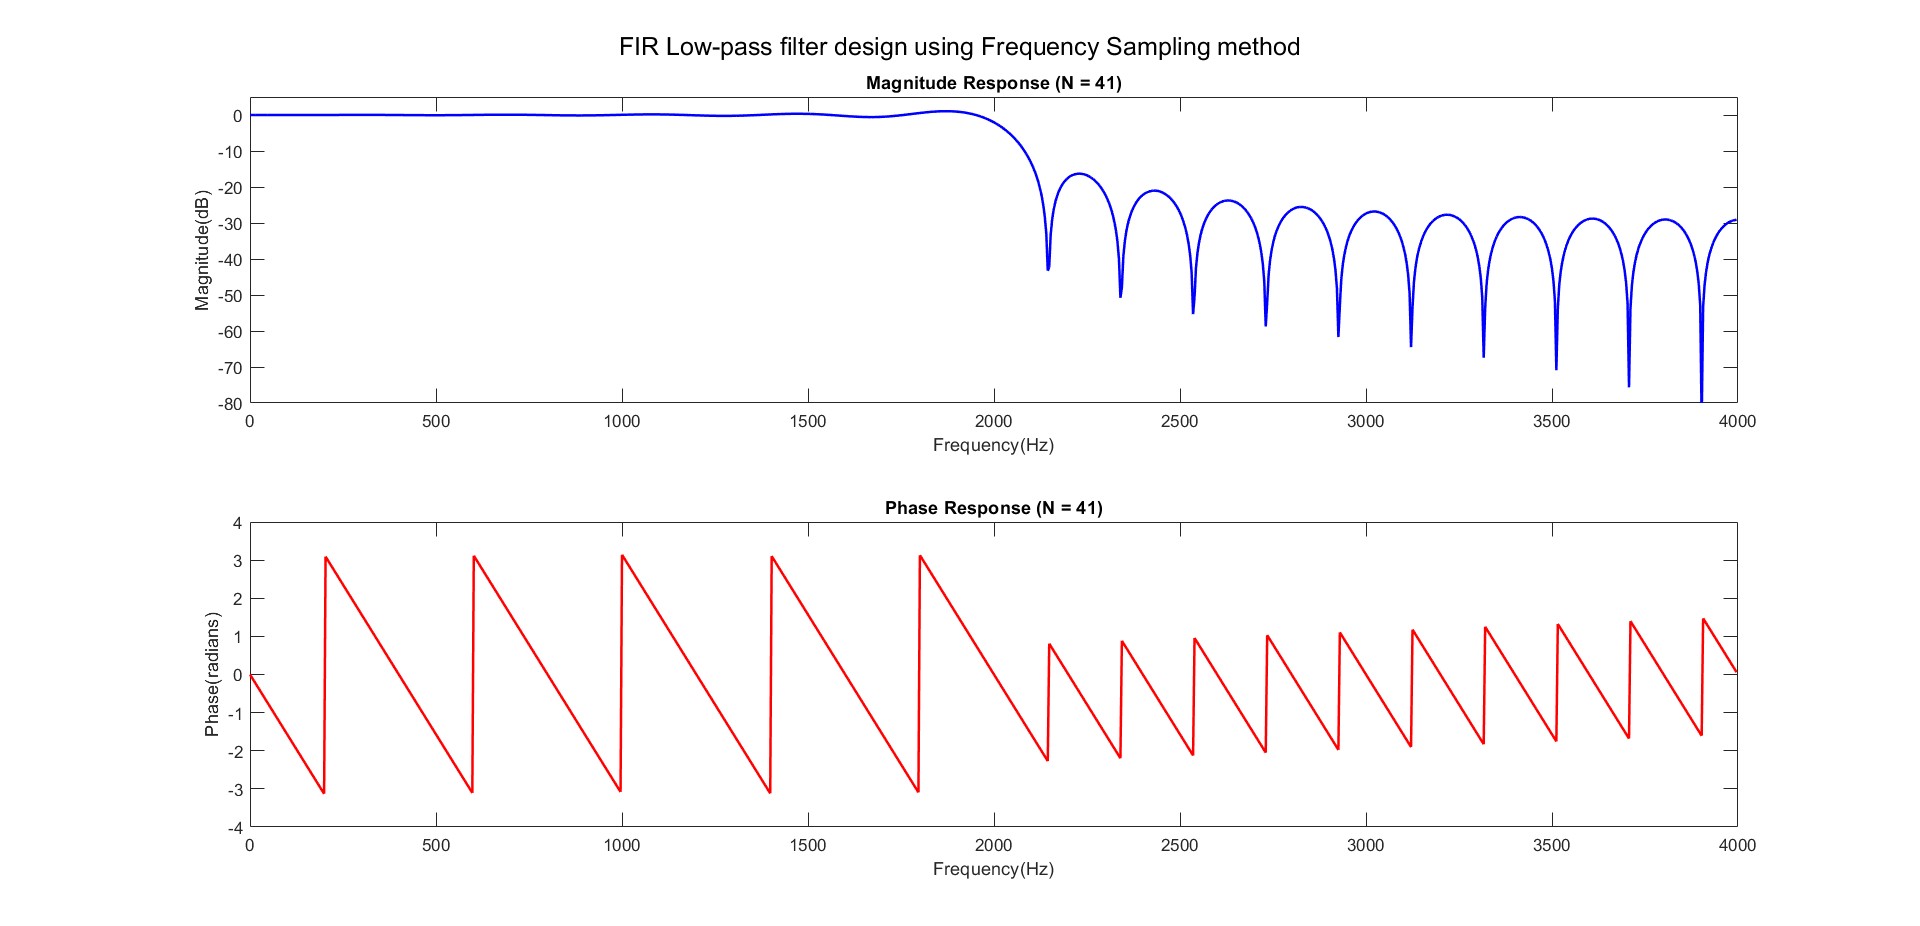 FIR Low-pass filter design using Frequency Sampling method
Magnitude Response (N = 41)
0
-10
-20
-30
-40
-50
-60
-70
-80
Magnitude(dB)
0 500 1000 1500 2000 2500 3000 3500 4000
Frequency(Hz)
Phase Response (N = 41)
4
3
2
1
0
-1
-2
-3
-4
Phase(radians)
0 500 1000 1500 2000 2500 3000 3500 4000
Frequency(Hz)